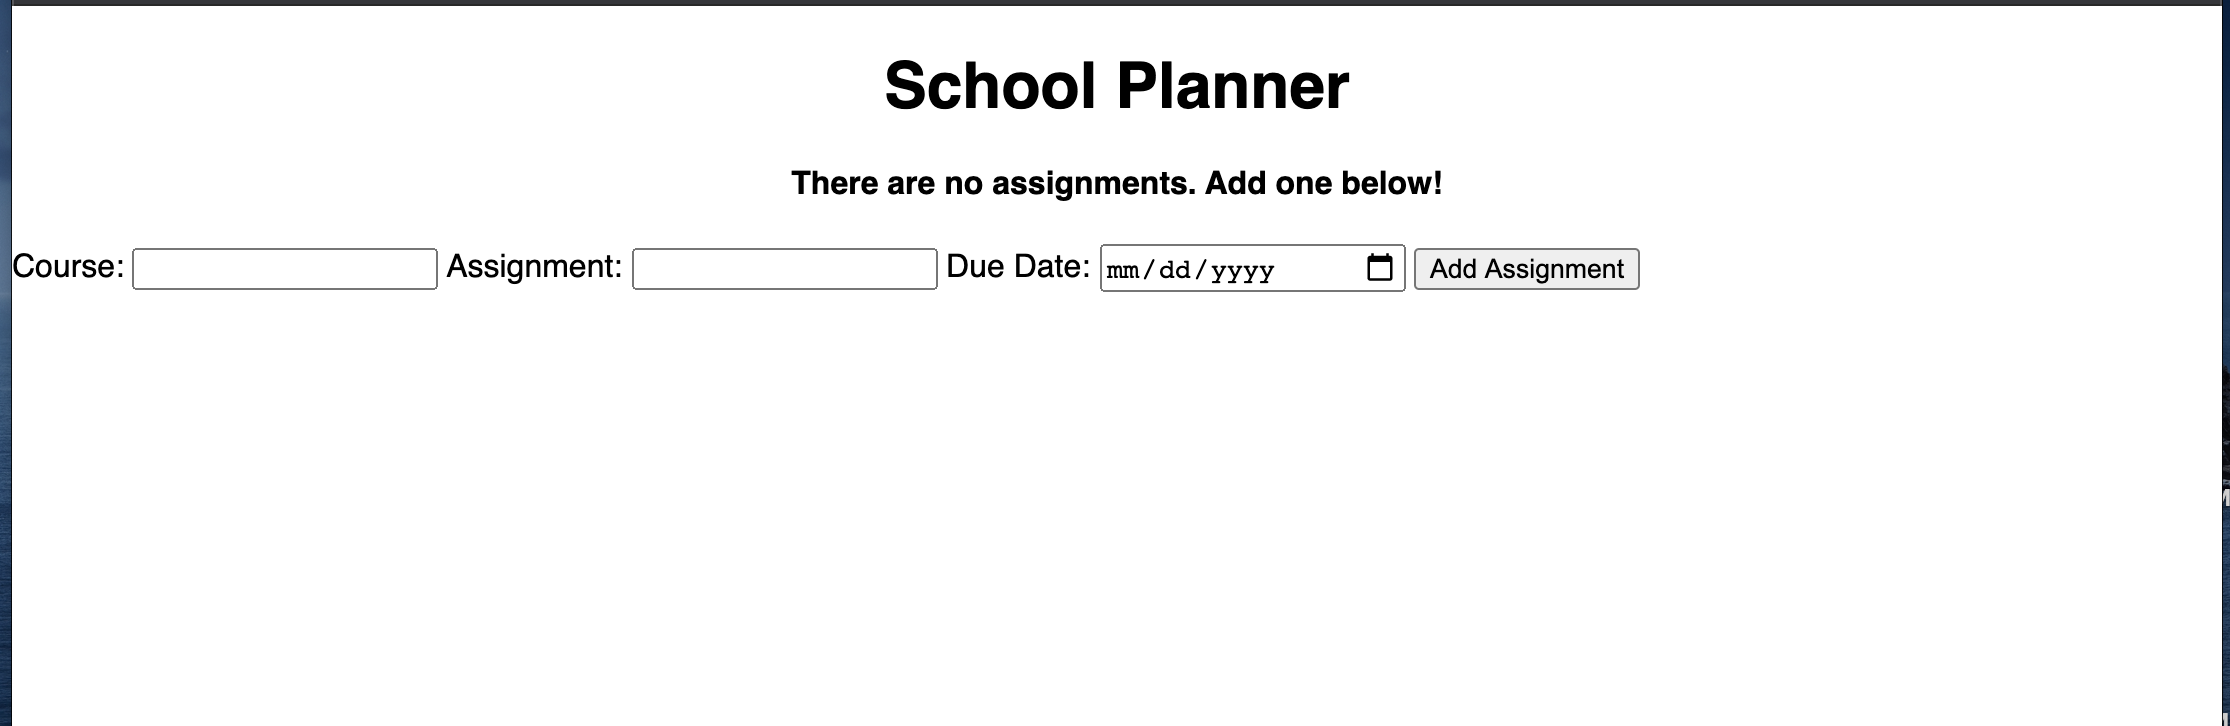 School Planner
There are no assignments. Add one below!
Course: Assignment: Due Date: mm/dd/yyyy Add Assignment